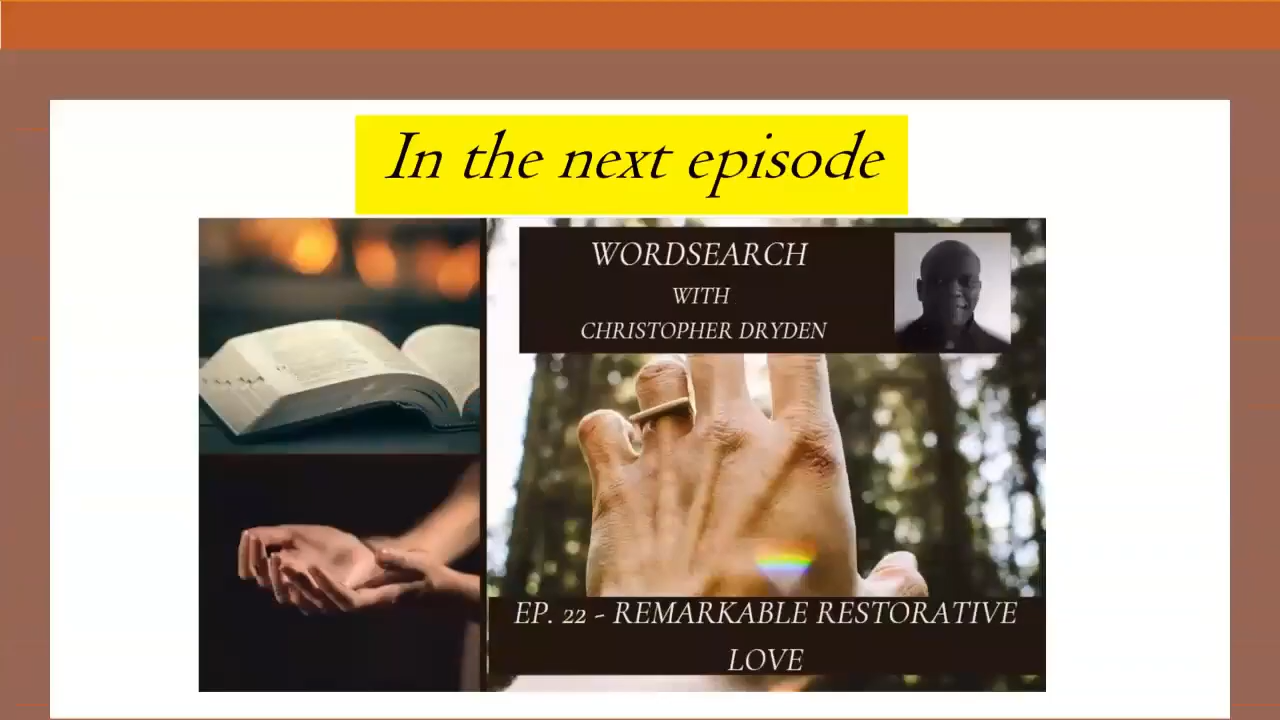 In the next episode
WORDSEARCH
WITH
CHRISTOPHER DRYDEN
EP. 22 - REMARKABLE RESTORATIVE
LOVE